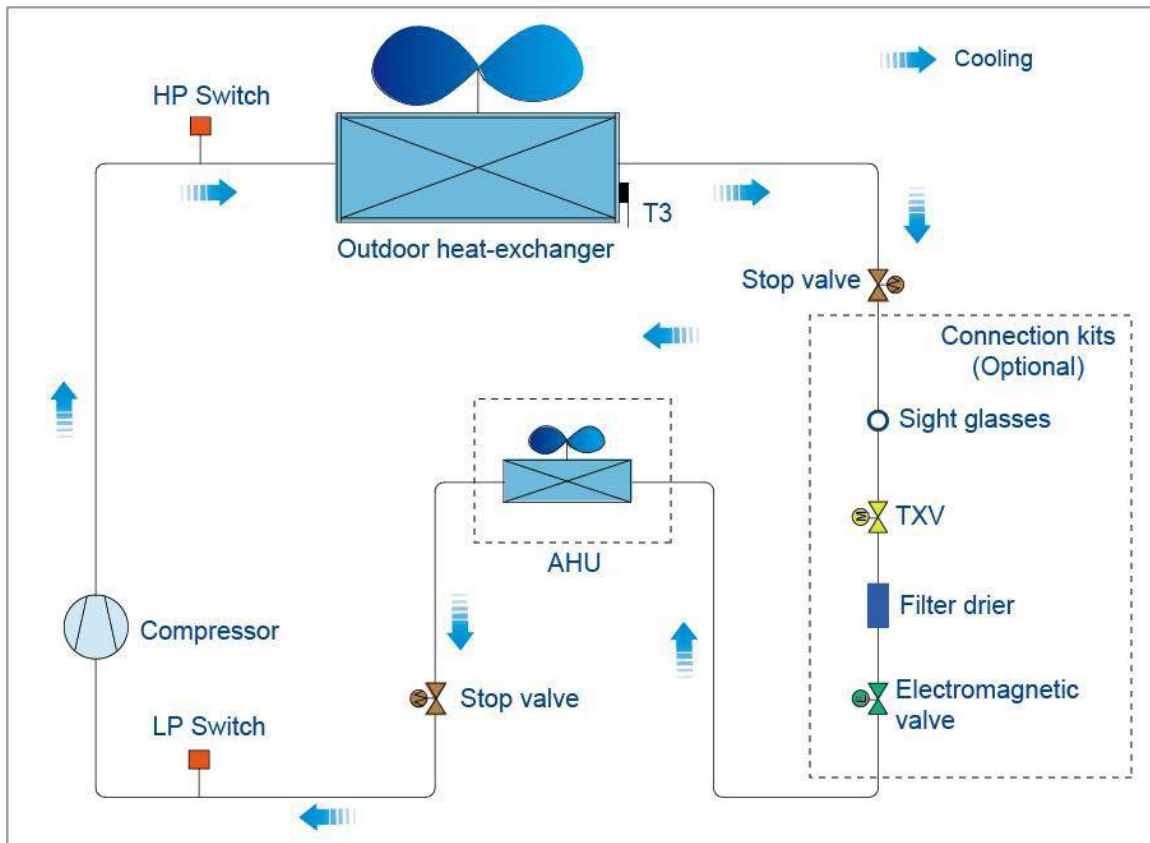 Cooling
HP Switch
T3
Outdoor heat-exchanger
Stop valve
Connection kits
(Optional)
Sight glasses
M
TXV
AHU
Filter drier
Compressor
E
Electromagnetic
valve
Stop valve
LP Switch